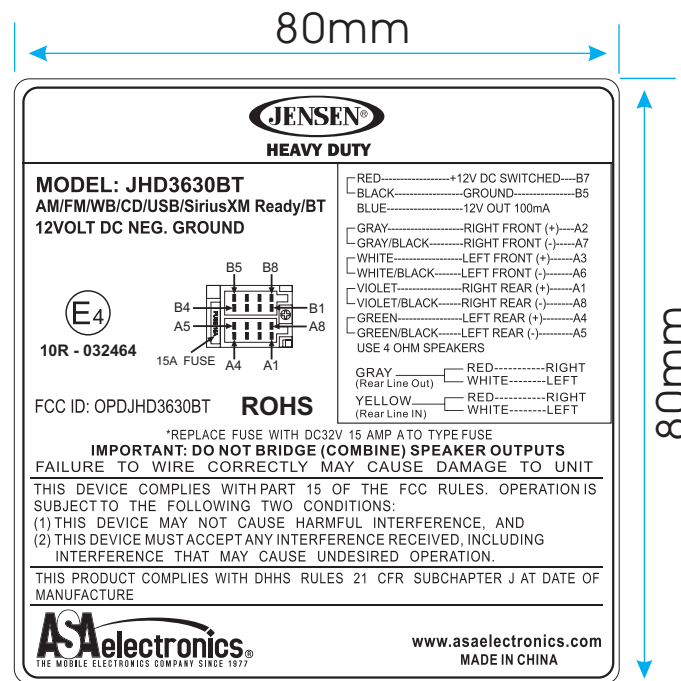 80mm
80mm
JENSEN®
HEAVY DUTY
MODEL: JHD3630BT
AM/FM/WB/CD/USB/SiriusXM Ready/BT
12VOLT DC NEG. GROUND
B5 B8
B4 B1
A5 A8
15A FUSE A4 A1
E4
10R - 032464
FCC ID: OPDJHD3630BT ROHS
RED------------------+12V DC SWITCHED----B7
BLACK------------------GROUND---------------B5
BLUE-------------------12V OUT 100mA
GRAY--------------RIGHT FRONT (+)----A2
GRAY/BLACK-------RIGHT FRONT (-)-----A7
WHITE--------------LEFT FRONT (+)-----A3
WHITE/BLACK------LEFT FRONT (-)------A6
VIOLET-------------RIGHT REAR (+)-----A1
VIOLET/BLACK----RIGHT REAR (-)------A8
GREEN--------------LEFT REAR (+)------A4
GREEN/BLACK---LEFT REAR (-)-------A5
USE 4 OHM SPEAKERS
GRAY RED-----------RIGHT
(Rear Line Out) WHITE--------LEFT
YELLOW RED-----------RIGHT
(Rear Line IN) WHITE--------LEFT
*REPLACE FUSE WITH DC32V 15 AMP ATO TYPE FUSE
IMPORTANT: DO NOT BRIDGE (COMBINE) SPEAKER OUTPUTS
FAILURE TO WIRE CORRECTLY MAY CAUSE DAMAGE TO UNIT
THIS DEVICE COMPLIES WITH PART 15 OF THE FCC RULES. OPERATION IS
SUBJECT TO THE FOLLOWING TWO CONDITIONS:
(1) THIS DEVICE MAY NOT CAUSE HARMFUL INTERFERENCE, AND
(2) THIS DEVICE MUST ACCEPT ANY INTERFERENCE RECEIVED, INCLUDING
INTERFERENCE THAT MAY CAUSE UNDESIRED OPERATION.
THIS PRODUCT COMPLIES WITH DHHS RULES 21 CFR SUBCHAPTER J AT DATE OF
MANUFACTURE
ASA electronics®
THE MOBILE ELECTRONICS COMPANY SINCE 1977
www.asaelectronics.com
MADE IN CHINA